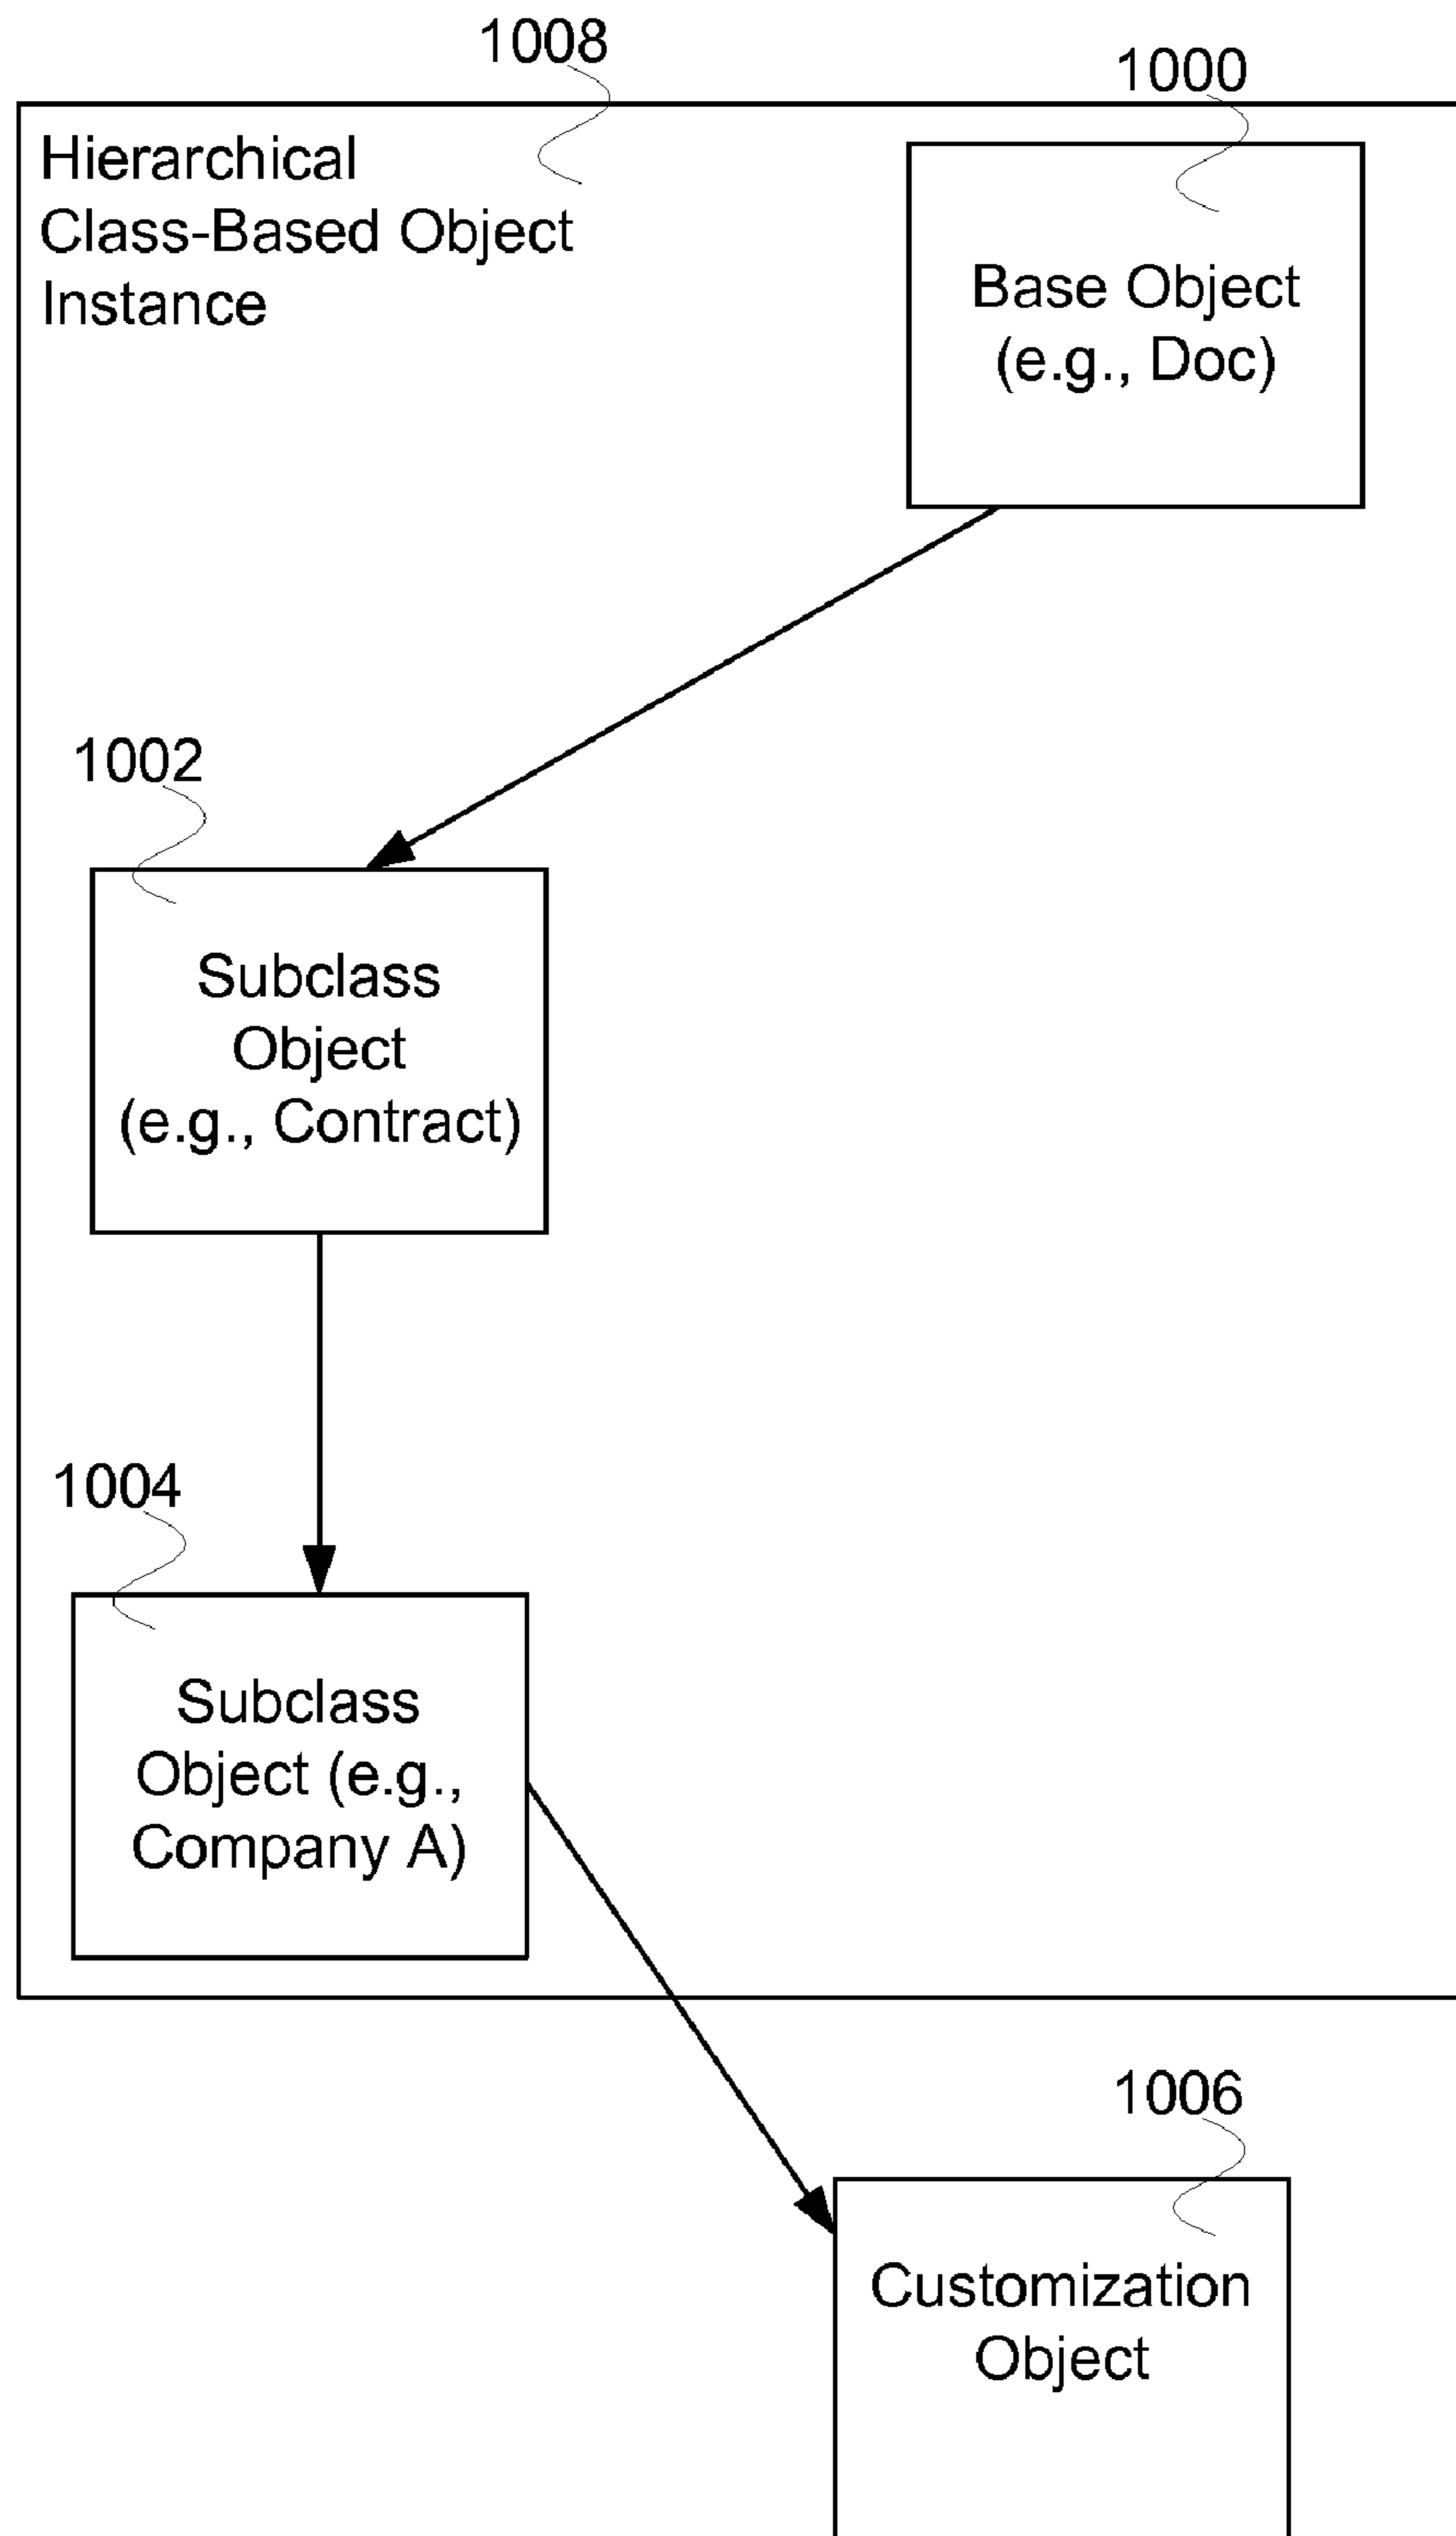 1008
1000
Hierarchical
Class-Based Object
Instance
Base Object
(e.g., Doc)
1002
Subclass
Object
(e.g., Contract)
1004
Subclass
Object (e.g.,
Company A)
1006
Customization
Object